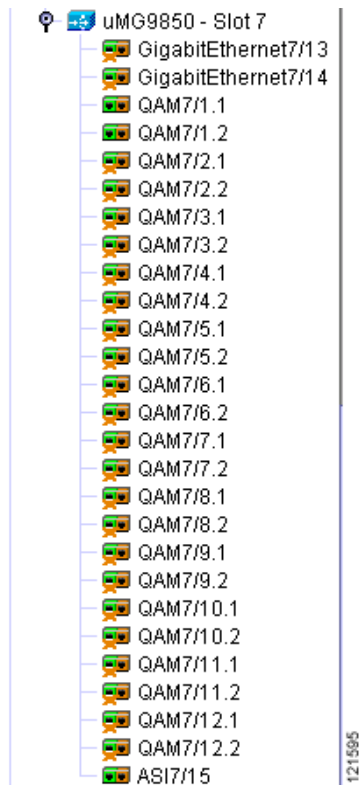 uMG9850 - Slot 7
GigabitEthernet7/13
GigabitEthernet7/14
QAM7/1.1
QAM7/1.2
QAM7/2.1
QAM7/2.2
QAM7/3.1
QAM7/3.2
QAM7/4.1
QAM7/4.2
QAM7/5.1
QAM7/5.2
QAM7/6.1
QAM7/6.2
QAM7/7.1
QAM7/7.2
QAM7/8.1
QAM7/8.2
QAM7/9.1
QAM7/9.2
QAM7/10.1
QAM7/10.2
QAM7/11.1
QAM7/11.2
QAM7/12.1
QAM7/12.2
ASI7/15
121595